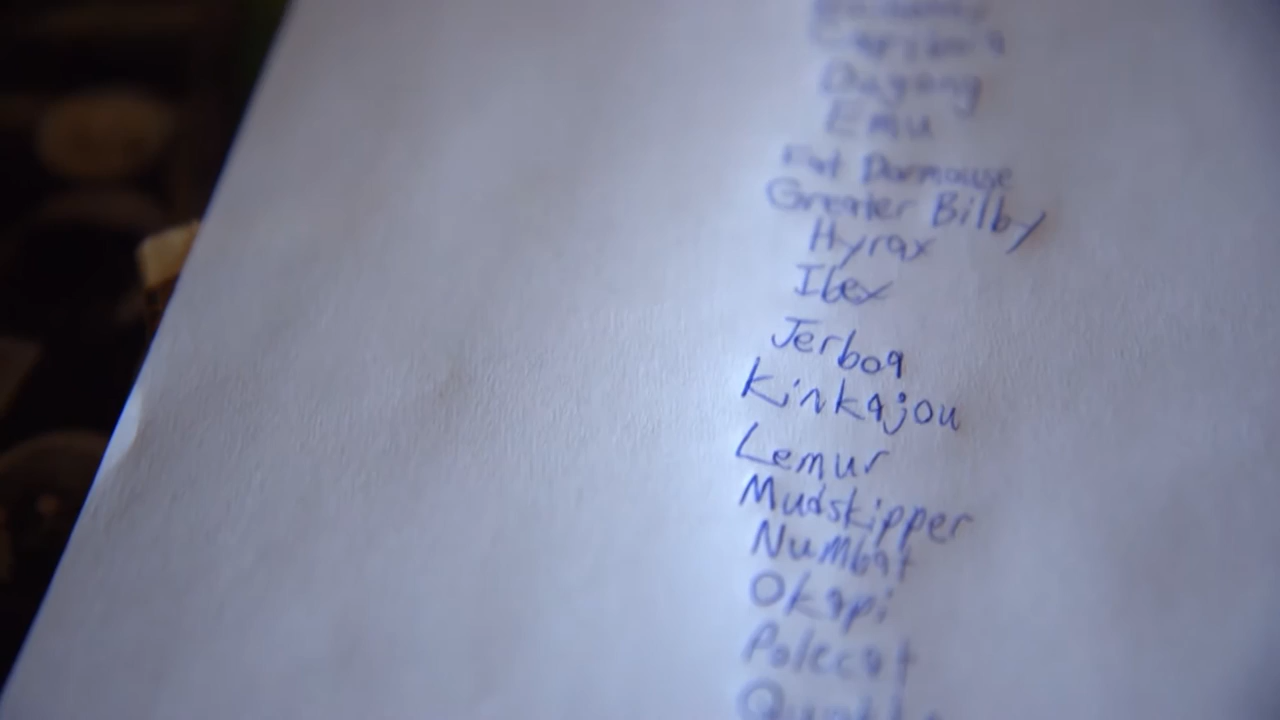 Dugong
Emu
Fat Dormouse
Greater Bilby
Hyrax
Ibex
Jerboa
Kinkajou
Lemur
Mudskipper
Numbat
Okapi
Polecat